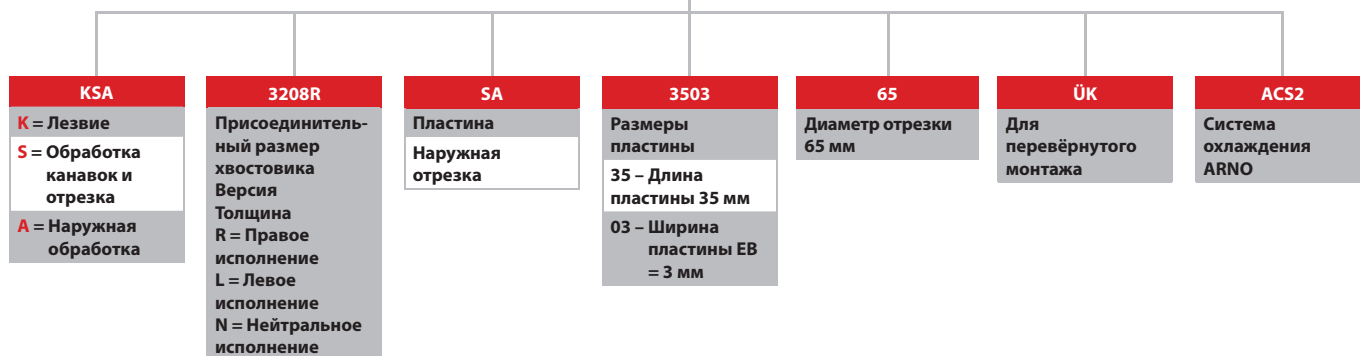 KSA
K = Лезвие
S = Обработка
канавок и
отрезка
A = Наружная
обработка
3208R
Присоединитель-
ный размер
хвостовика
Версия
Толщина
R = Правое
исполнение
L = Левое
исполнение
N = Нейтральное
исполнение
SA
Пластина
Наружная
отрезка
3503
Размеры
пластины
35 – Длина
пластины 35 мм
03 – Ширина
пластины EB
= 3 мм
65
Диаметр отрезки
65 мм
ÜK
Для
перевёрнутого
монтажа
ACS2
Система
охлаждения
ARNO